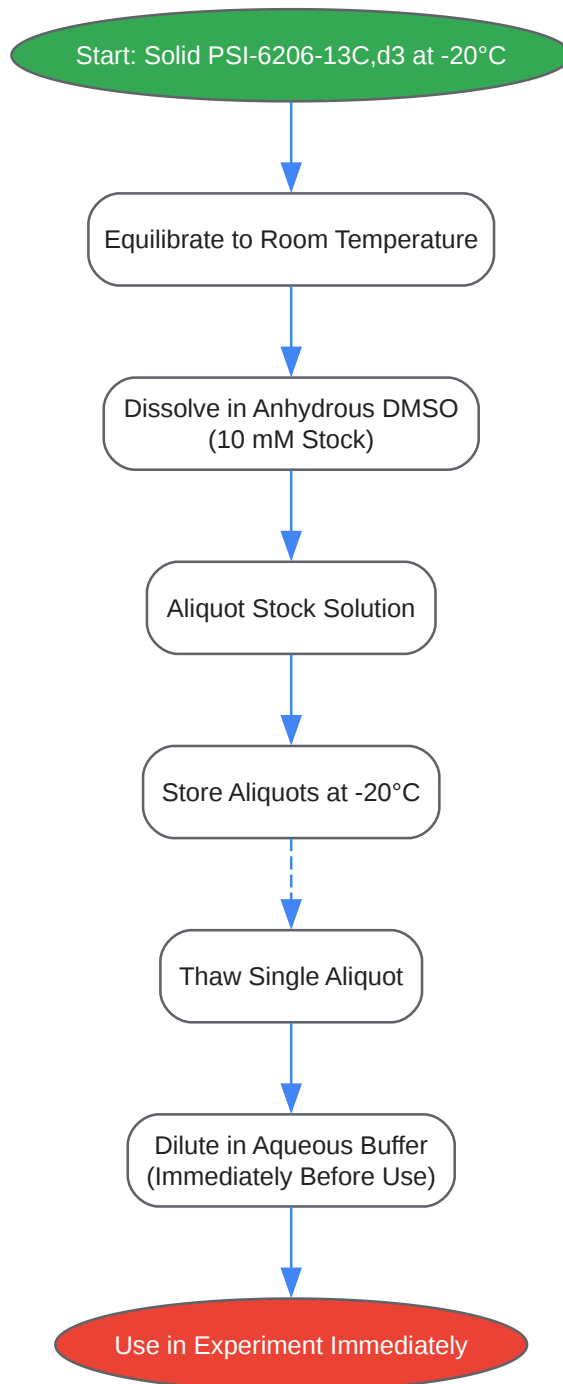 Start: Solid PSI-6206-13C,d3 at -20°C
Equilibrate to Room Temperature
Dissolve in Anhydrous DMSO
(10 mM Stock)
Aliquot Stock Solution
Store Aliquots at -20°C
Thaw Single Aliquot
Dilute in Aqueous Buffer
(Immediately Before Use)
Use in Experiment Immediately